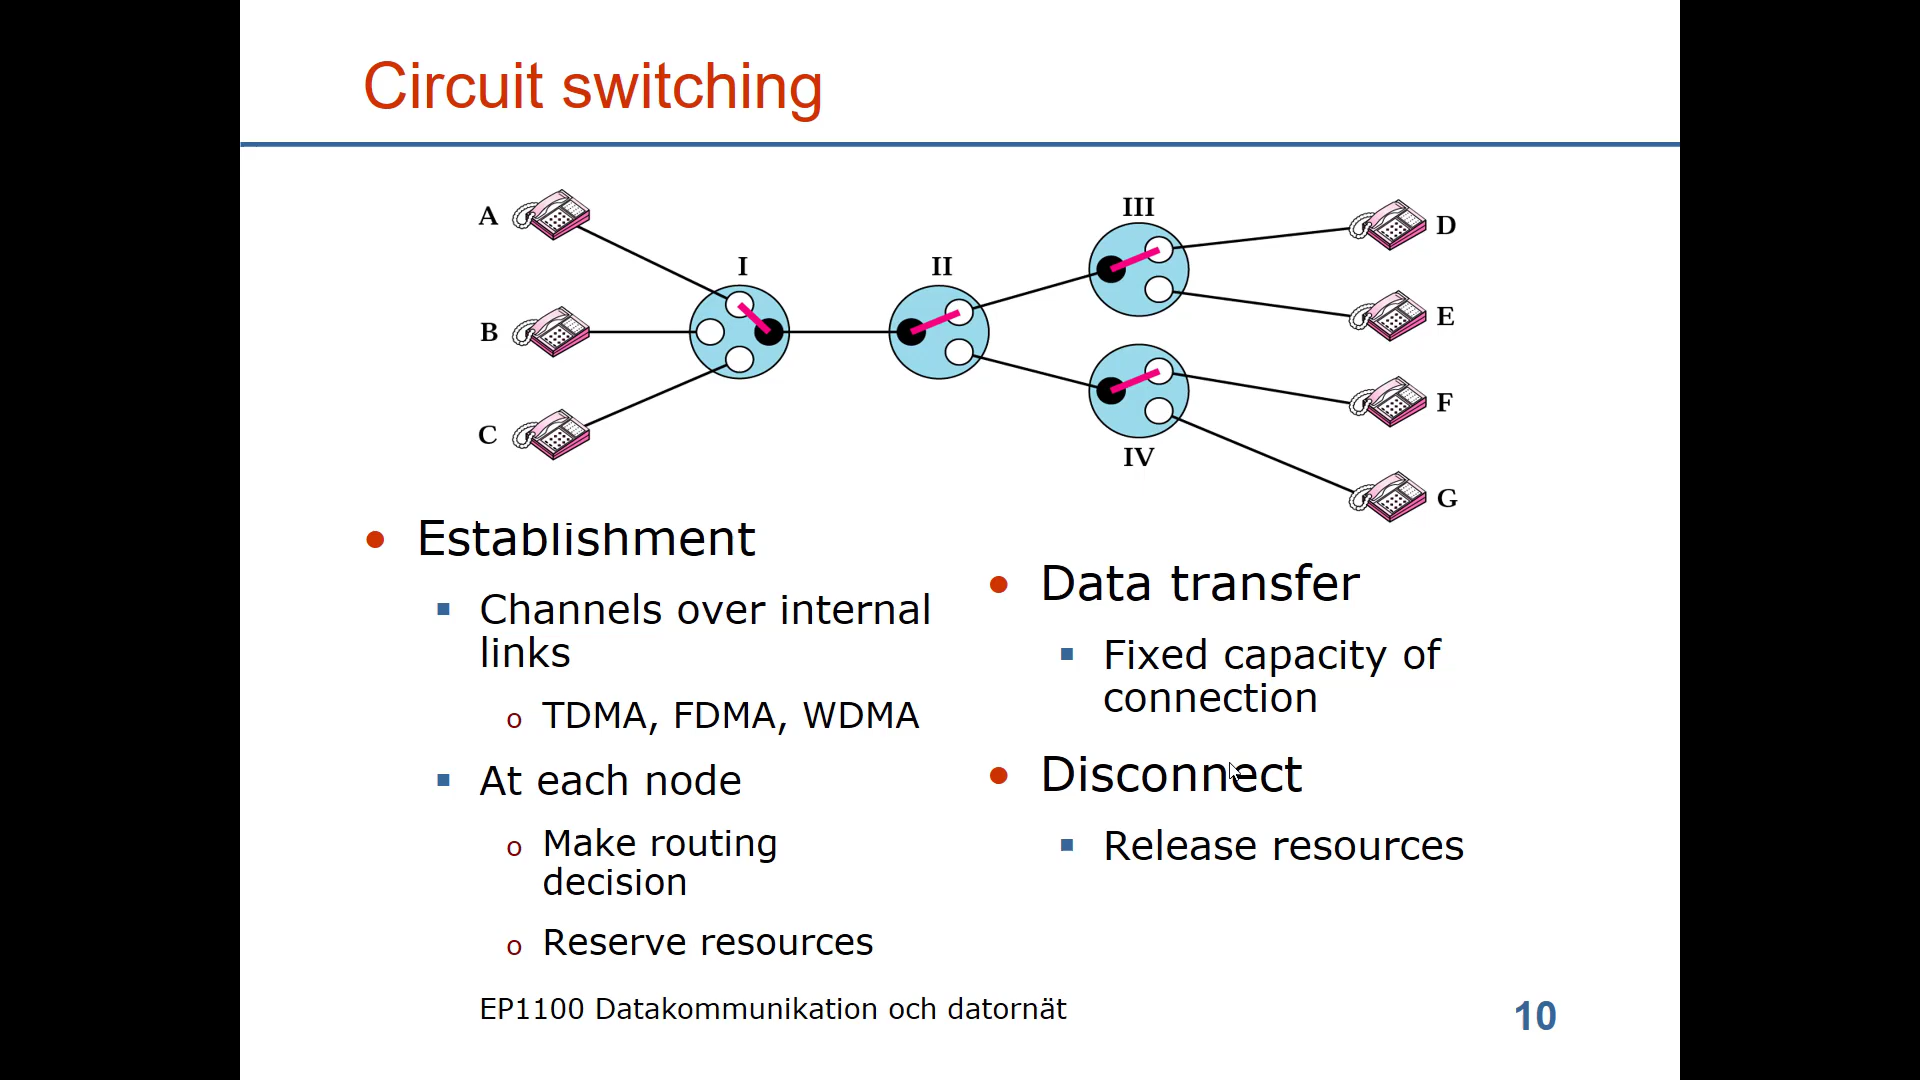 Circuit switching
A
B
C
I
II
III
IV
D
E
F
G
• Establishment
▪ Channels over internal
links
o TDMA, FDMA, WDMA
▪ At each node
o Make routing
decision
o Reserve resources
• Data transfer
▪ Fixed capacity of
connection
• Disconnect
▪ Release resources
EP1100 Datakommunikation och datornät
10